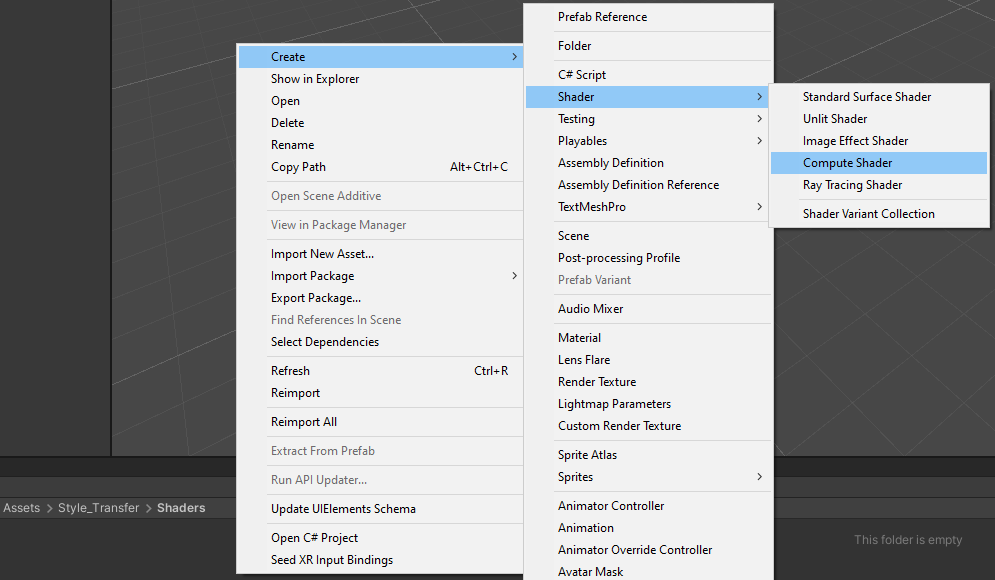 Create
Show in Explorer
Open
Delete
Rename
Copy Path Alt+Ctrl+C
Open Scene Additive
View in Package Manager
Import New Asset...
Import Package
Export Package...
Find References In Scene
Select Dependencies
Refresh Ctrl+R
Reimport
Reimport All
Extract From Prefab
Run API Updater...
Update UIElements Schema
Open C# Project
Seed XR Input Bindings
Prefab Reference
Folder
C# Script
Shader
Testing
Playables
Assembly Definition
Assembly Definition Reference
TextMeshPro
Scene
Post-processing Profile
Prefab Variant
Audio Mixer
Material
Lens Flare
Render Texture
Lightmap Parameters
Custom Render Texture
Sprite Atlas
Sprites
Animator Controller
Animation
Animator Override Controller
Avatar Mask
Standard Surface Shader
Unlit Shader
Image Effect Shader
Compute Shader
Ray Tracing Shader
Shader Variant Collection
Assets > Style_Transfer > Shaders
This folder is empty